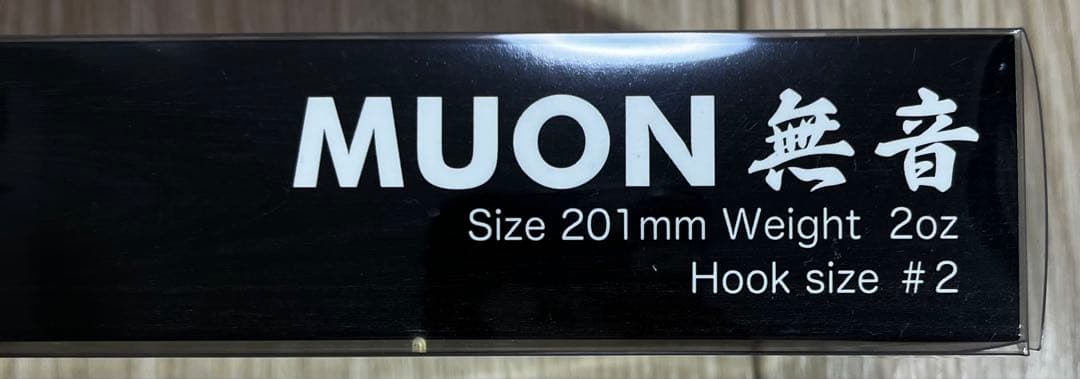 MUON 無音
Size 201mm Weight 2oz
Hook size #2